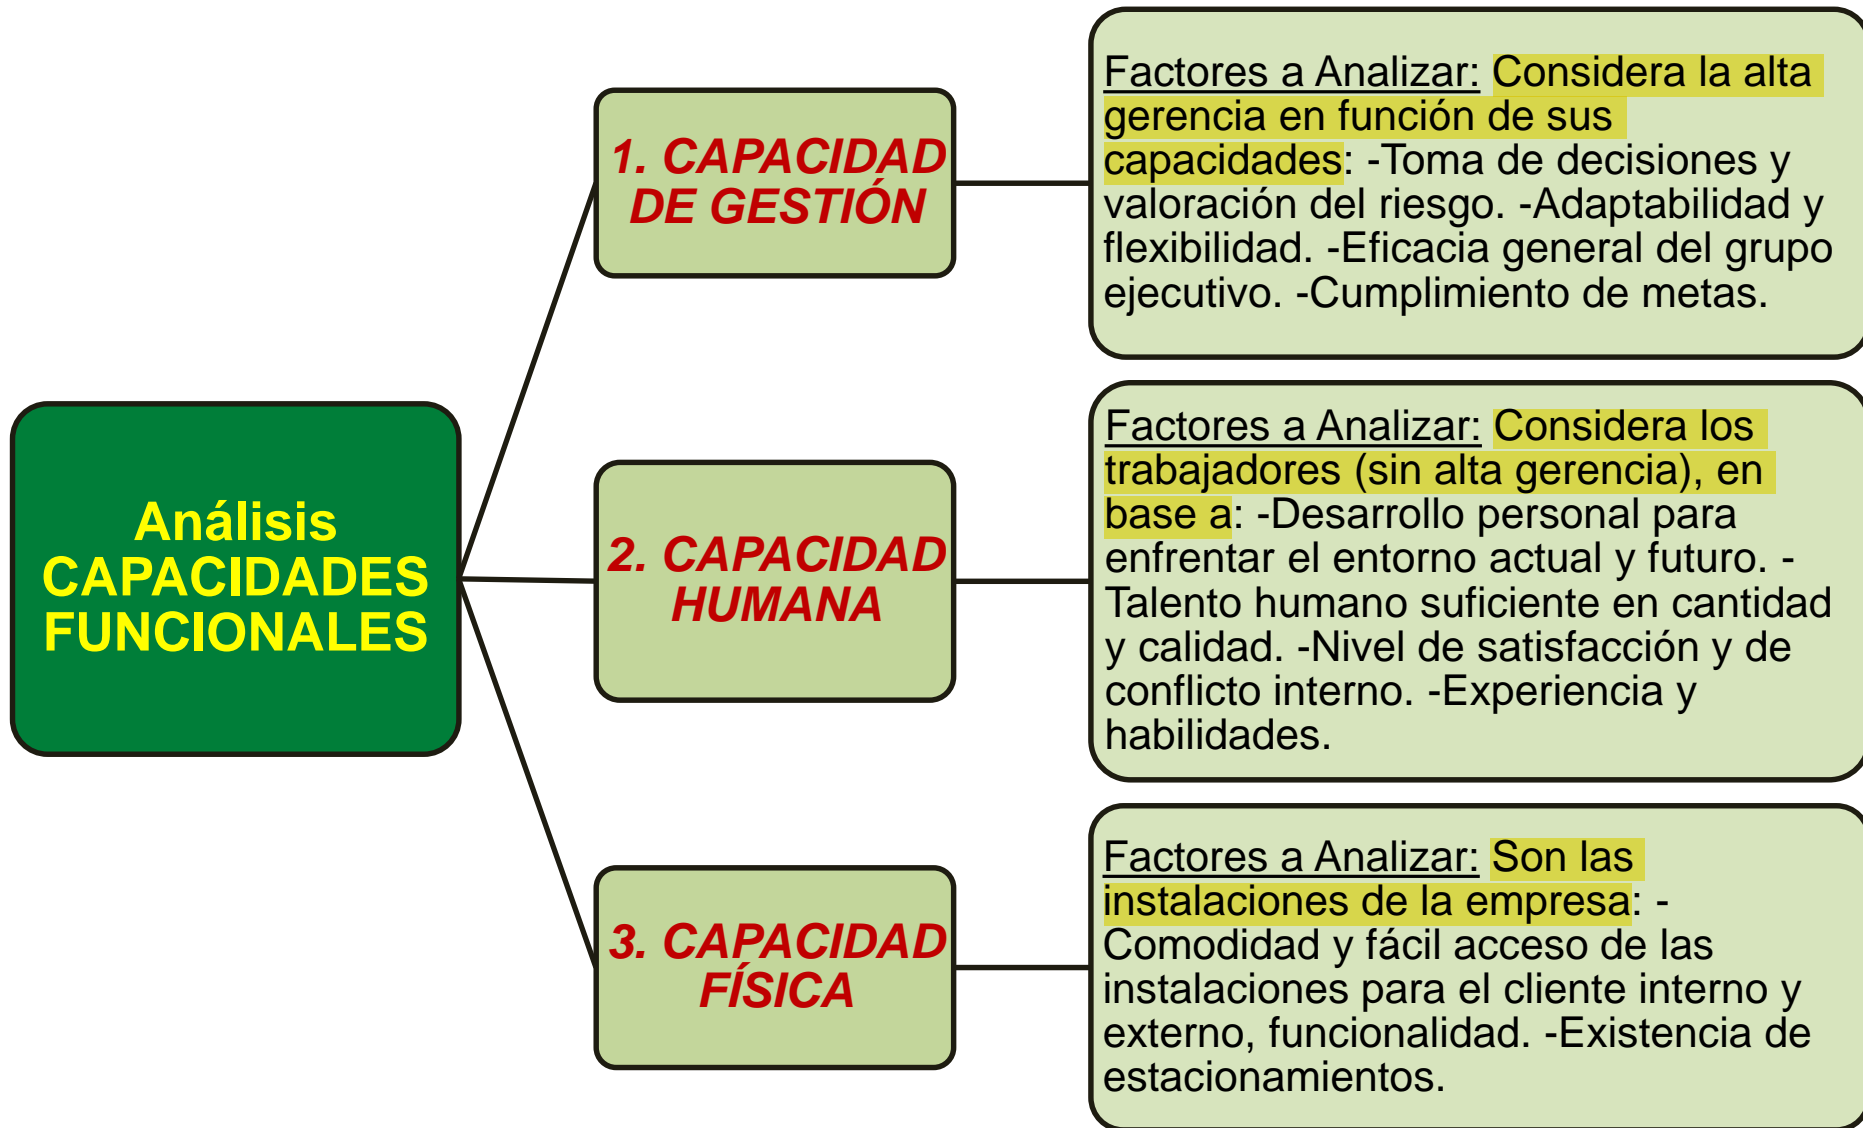 Análisis
CAPACIDADES
FUNCIONALES
1. CAPACIDAD
DE GESTIÓN
Factores a Analizar: Considera la alta
gerencia en función de sus
capacidades: -Toma de decisiones y
valoración del riesgo. -Adaptabilidad y
flexibilidad. -Eficacia general del grupo
ejecutivo. -Cumplimiento de metas.
2. CAPACIDAD
HUMANA
Factores a Analizar: Considera los
trabajadores (sin alta gerencia), en
base a: -Desarrollo personal para
enfrentar el entorno actual y futuro. -
Talento humano suficiente en cantidad
y calidad. -Nivel de satisfacción y de
conflicto interno. -Experiencia y
habilidades.
3. CAPACIDAD
FÍSICA
Factores a Analizar: Son las
instalaciones de la empresa: -
Comodidad y fácil acceso de las
instalaciones para el cliente interno y
externo, funcionalidad. -Existencia de
estacionamientos.